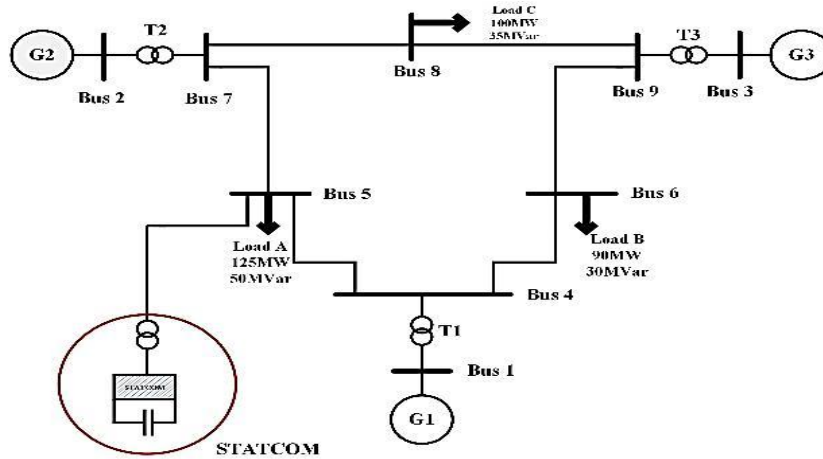 Load C
100MW
35MVar
T2
T3
G2
G3
Bus 8
Bus 2
Bus 7
Bus 9
Bus 3
Bus 5
Bus 6
Load A
125MW
50MVar
Load B
90MW
30MVar
Bus 4
T1
Bus 1
STATCOM
G1
STATCOM